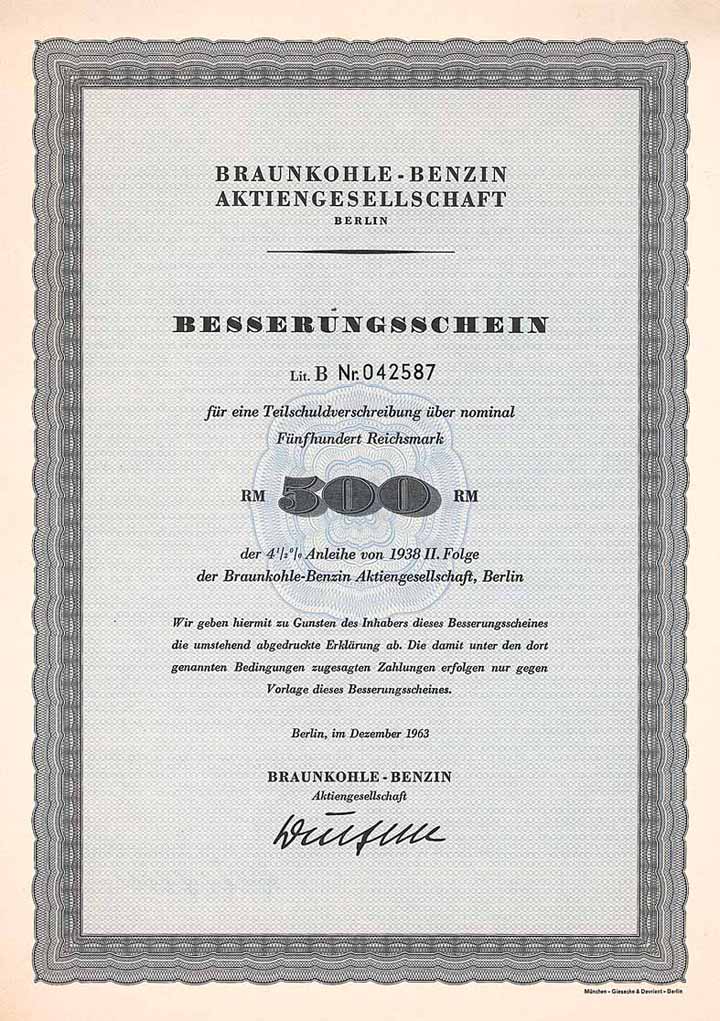 BRAUNKOHLE-BENZIN
AKTIENGESELLSCHAFT
BERLIN
BESSERUNGSSCHEIN
Lit. B Nr. 042587
für eine Teilschuldverschreibung über nominal
Fünfhundert Reichsmark
RM 500 RM
der 4 1/2 % Anleihe von 1938 II. Folge
der Braunkohle-Benzin Aktiengesellschaft, Berlin
Wir geben hiermit zu Gunsten des Inhabers dieses Besserungsscheines
die umstehend abgedruckte Erklärung ab. Die damit unter den dort
genannten Bedingungen zugesagten Zahlungen erfolgen nur gegen
Vorlage dieses Besserungsscheines.
Berlin, im Dezember 1963
BRAUNKOHLE-BENZIN
Aktiengesellschaft
München – Giesecke & Devrient – Berlin